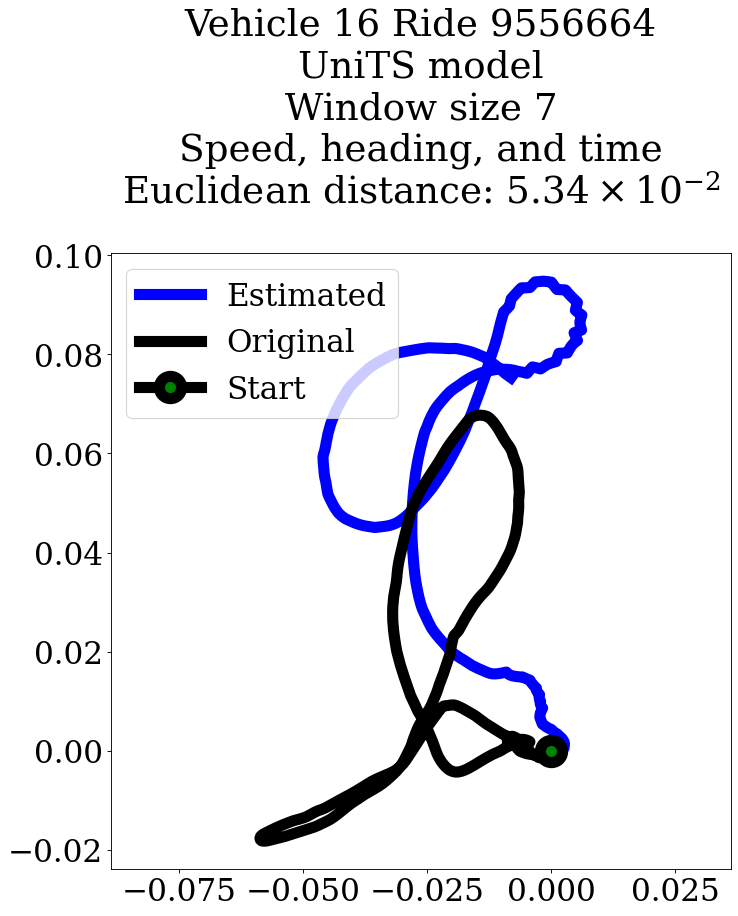 Vehicle 16 Ride 9556664
UniTS model
Window size 7
Speed, heading, and time
Euclidean distance: 5.34 × 10⁻²
0.10
Estimated
Original
Start
0.08
0.06
0.04
0.02
0.00
−0.02
−0.075 −0.050 −0.025 0.000 0.025